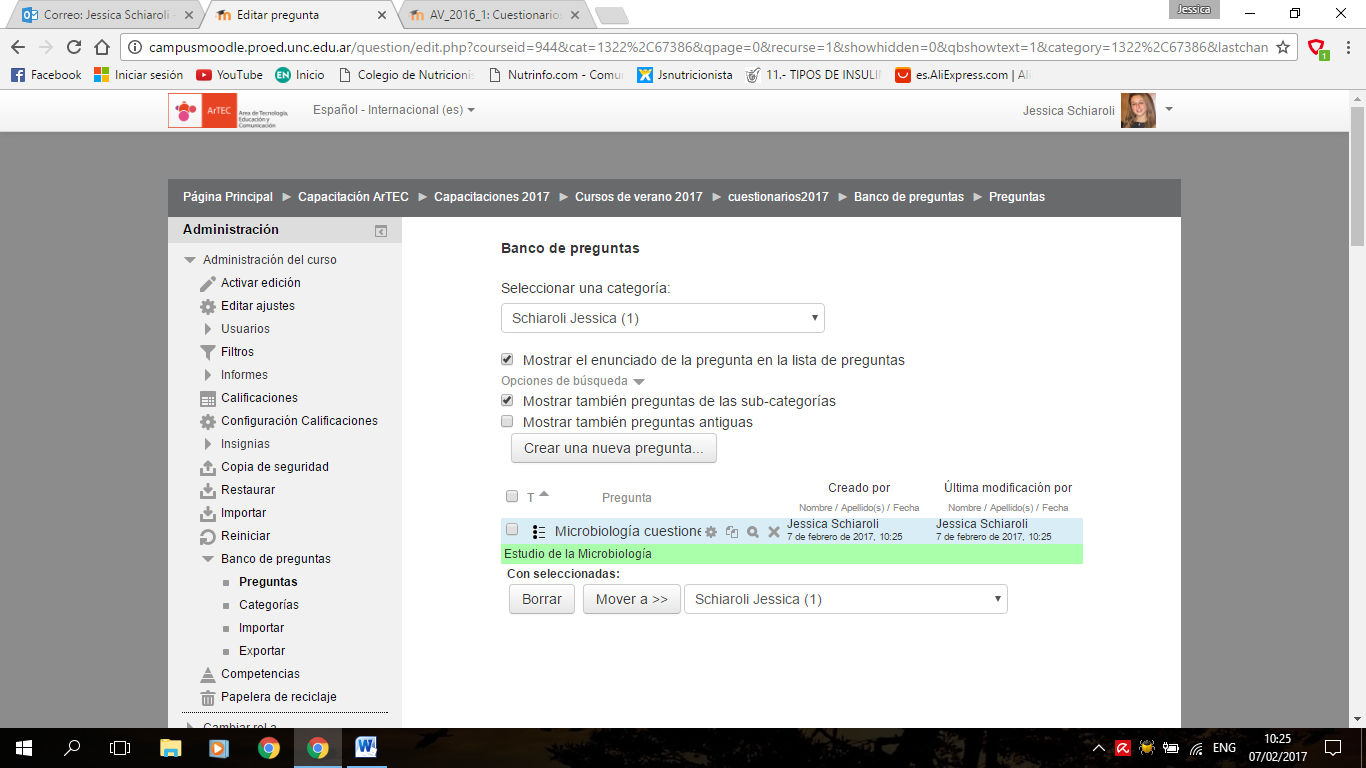 Correo: Jessica Schiaroli -
Editar pregunta
AV_2016_1: Cuestionarios
Jessica
campusmoodle.proed.unc.edu.ar/question/edit.php?courseid=944&cat=1322%2C67386&qpage=0&recurse=1&showhidden=0&qbshowtext=1&category=1322%2C67386&lastchan
Facebook Iniciar sesión YouTube EN Inicio Colegio de Nutricionis Nutrinfo.com - Comu Jsnutricionista 11.- TIPOS DE INSULI es.AliExpress.com | Ali
ArTEC Area de Tecnología, Educación y Comunicación
Español - Internacional (es)
Jessica Schiaroli
Página Principal Capacitación ArTEC Capacitaciones 2017 Cursos de verano 2017 cuestionarios2017 Banco de preguntas Preguntas
Administración
Administración del curso
Activar edición
Editar ajustes
Usuarios
Filtros
Informes
Calificaciones
Configuración Calificaciones
Insignias
Copia de seguridad
Restaurar
Importar
Reiniciar
Banco de preguntas
Preguntas
Categorías
Importar
Exportar
Competencias
Papelera de reciclaje
Cambiar rol a
Banco de preguntas
Seleccionar una categoría:
Schiaroli Jessica (1)
Mostrar el enunciado de la pregunta en la lista de preguntas
Opciones de búsqueda
Mostrar también preguntas de las sub-categorías
Mostrar también preguntas antiguas
Crear una nueva pregunta...
T Pregunta
Creado por
Nombre / Apellido(s) / Fecha
Última modificación por
Nombre / Apellido(s) / Fecha
Microbiología cuestione
Jessica Schiaroli
7 de febrero de 2017, 10:25
Jessica Schiaroli
7 de febrero de 2017, 10:25
Estudio de la Microbiología
Con seleccionadas:
Borrar Mover a >> Schiaroli Jessica (1)
ENG
10:25
07/02/2017